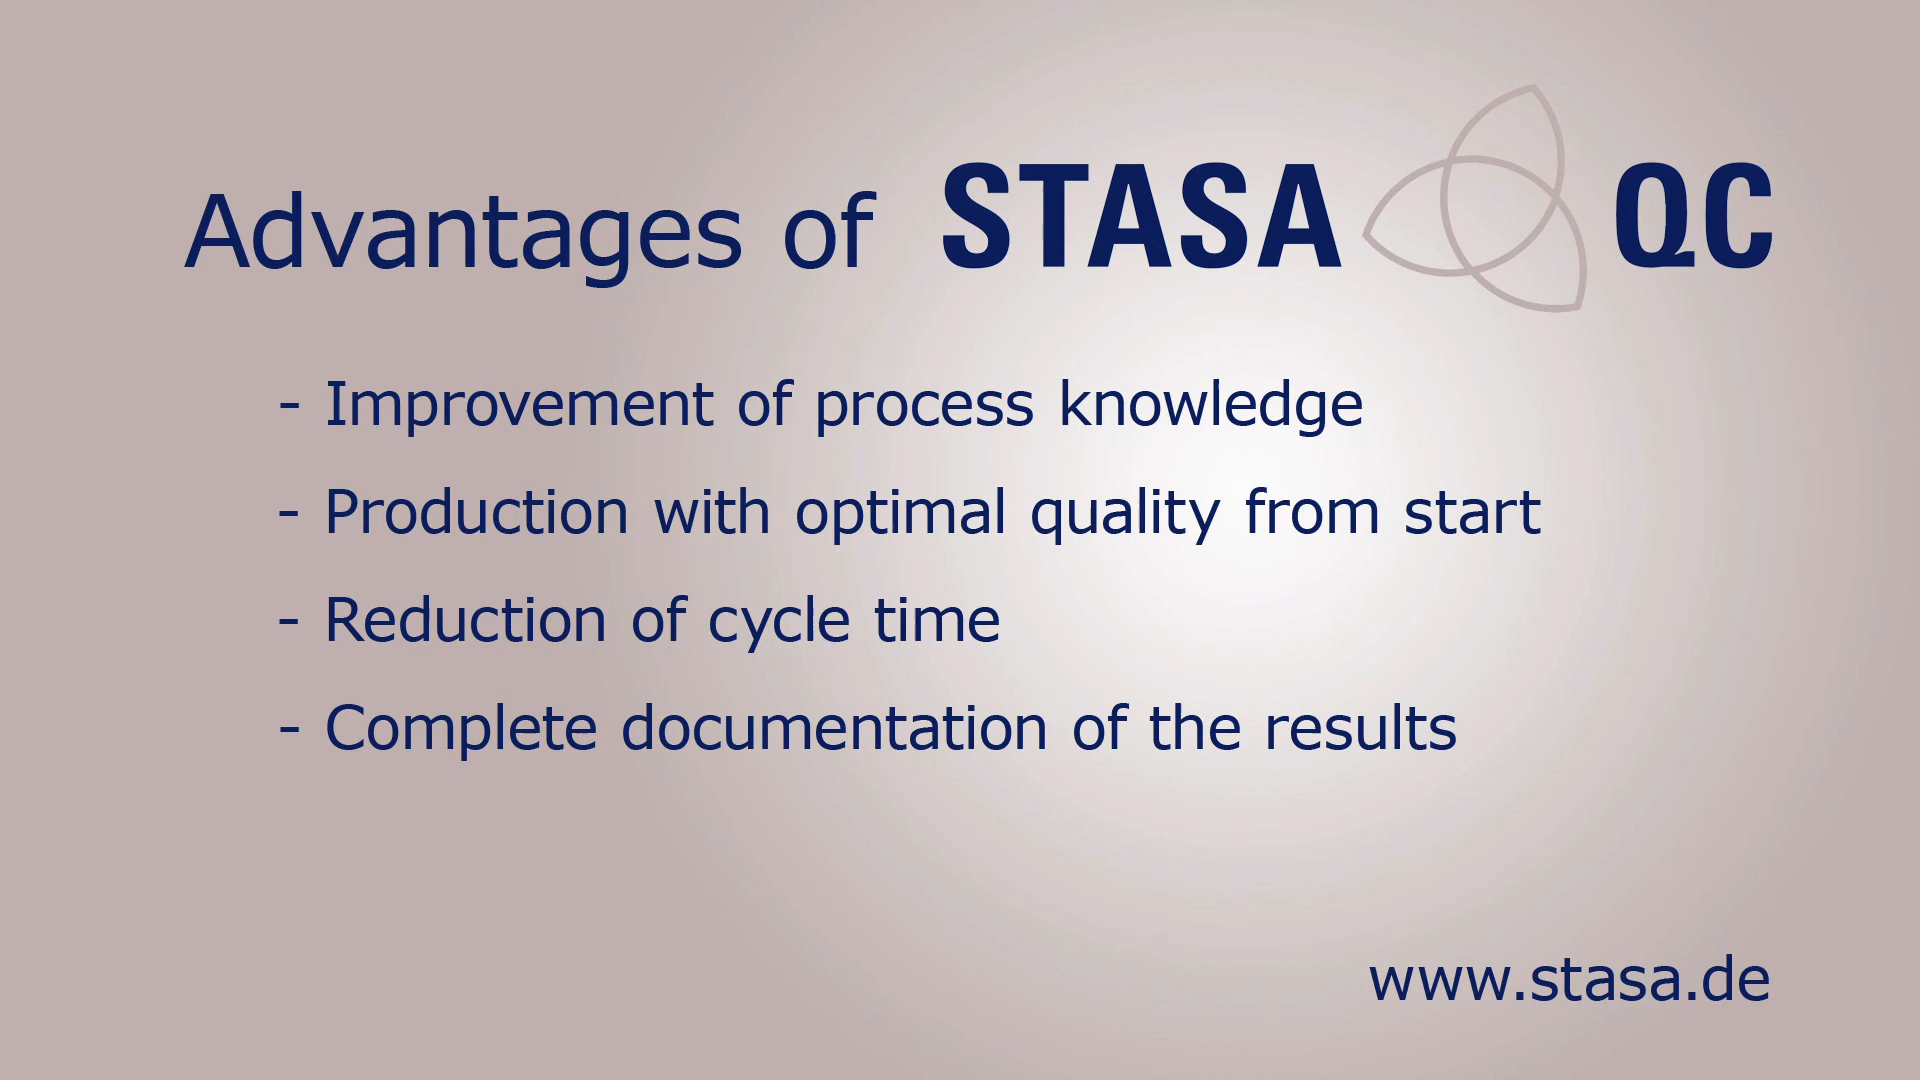 Advantages of STASA QC
- Improvement of process knowledge
- Production with optimal quality from start
- Reduction of cycle time
- Complete documentation of the results
www.stasa.de